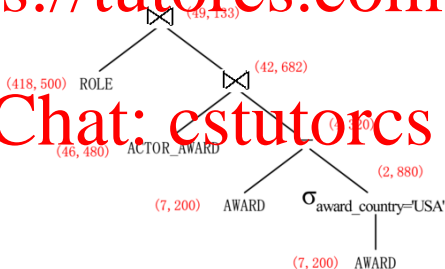 s://tutorcs.com
(49,133)
(42,682)
(418,500) ROLE
Chat: cstutorcs
(46,480) ACTOR_AWARD
(2,880)
(7,200) AWARD σaward_country='USA'
(7,200) AWARD